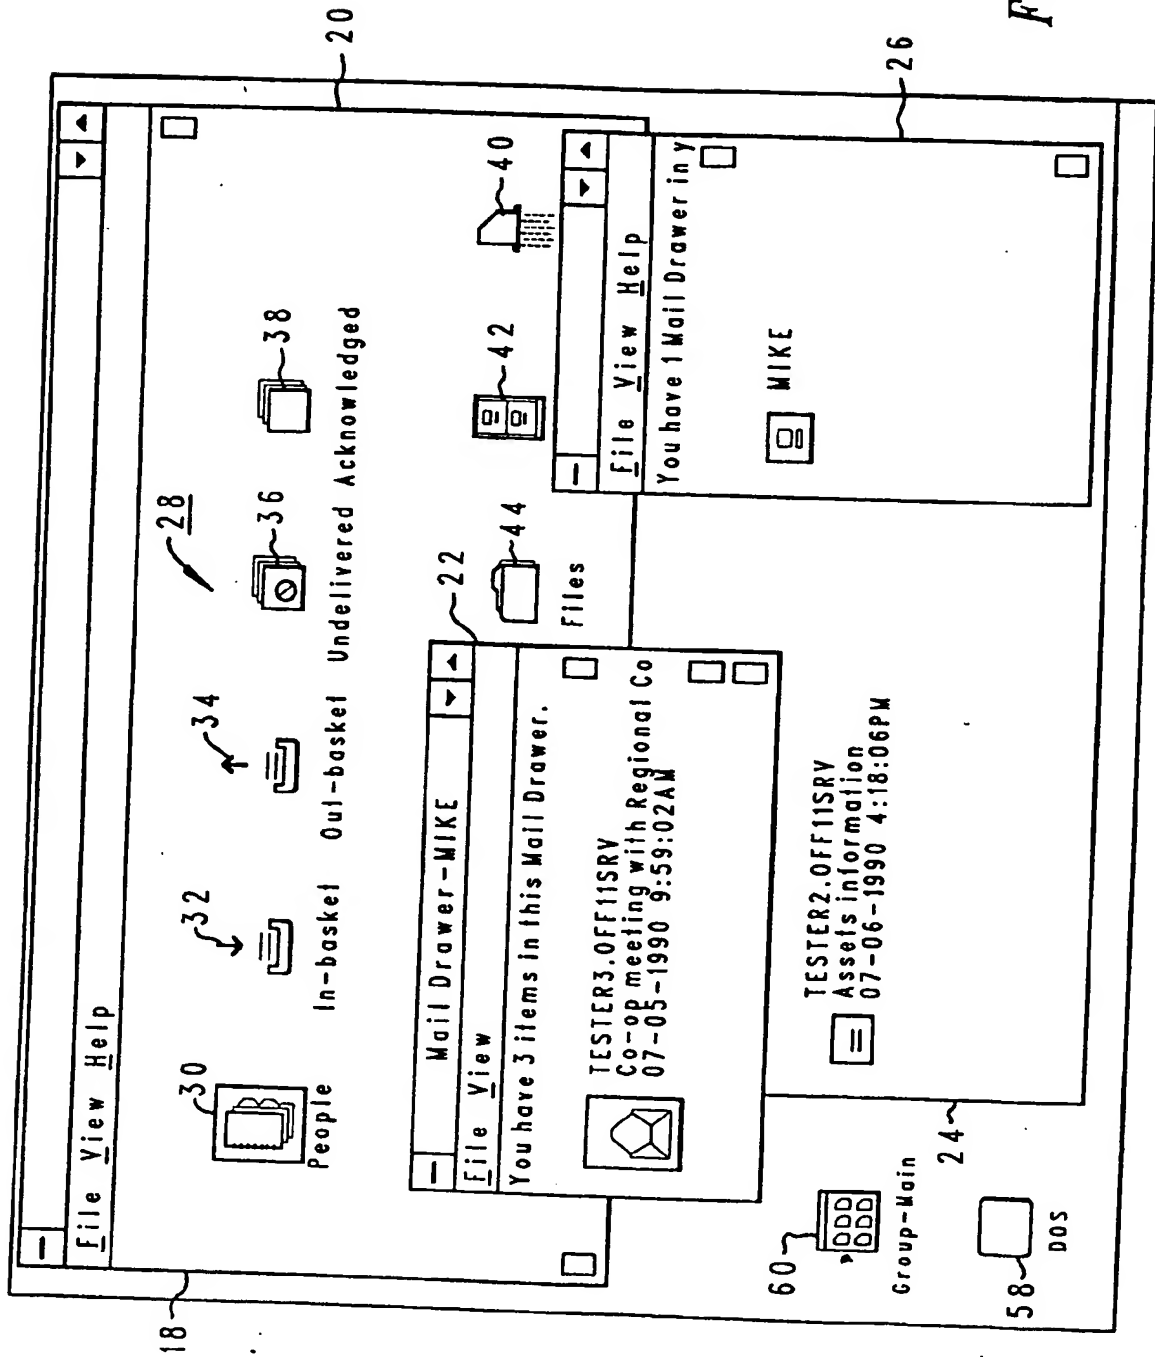 18
20
File View Help
28
30
32
34
36
38
People
In-basket
Out-basket
Undelivered
Acknowledged
22
44
42
40
Files
Mail Drawer-MIKE
File View
You have 3 items in this Mail Drawer.
TESTER3.OFF11SRV
Co-op meeting with Regional Co
07-05-1990 9:59:02AM
File View Help
You have 1 Mail Drawer in y
MIKE
26
TESTER2.OFF11SRV
Assets information
07-06-1990 4:18:06PM
24
60
Group-Main
58
DOS
F